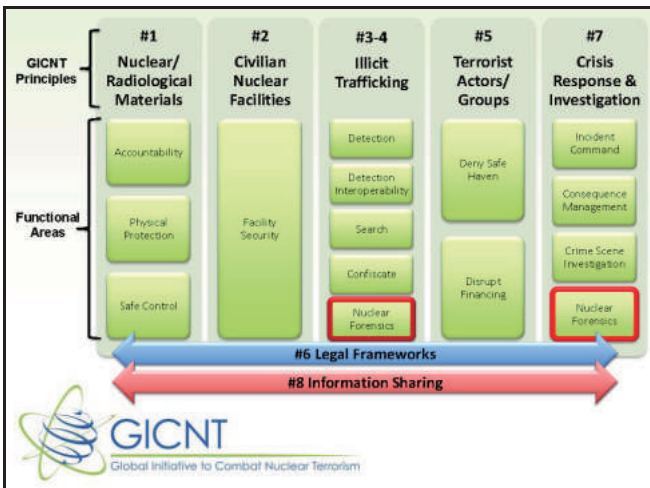 GICNT
Principles
#1
Nuclear/
Radiological
Materials
#2
Civilian
Nuclear
Facilities
#3-4
Illicit
Trafficking
#5
Terrorist
Actors/
Groups
#7
Crisis
Response &
Investigation
Functional
Areas
Accountability
Physical
Protection
Safe Control
Facility
Security
Detection
Detection
Interoperability
Search
Confiscate
Nuclear
Forensics
Deny Safe
Haven
Disrupt
Financing
Incident
Command
Consequence
Management
Crime Scene
Investigation
Nuclear
Forensics
#6 Legal Frameworks
#8 Information Sharing
GICNT
Global Initiative to Combat Nuclear Terrorism